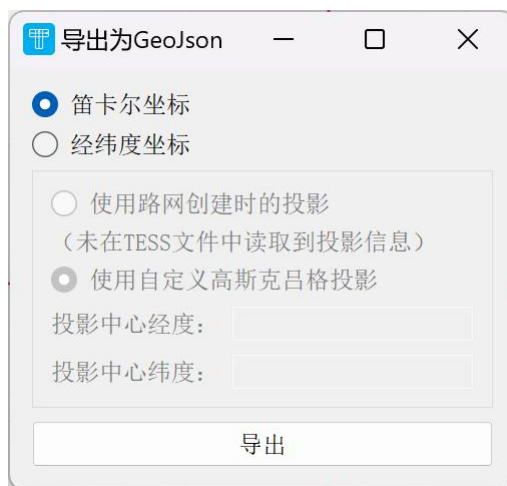 导出为GeoJson
笛卡尔坐标
经纬度坐标
使用路网创建时的投影
（未在TESS文件中读取到投影信息）
使用自定义高斯克吕格投影
投影中心经度：
投影中心纬度：
导出